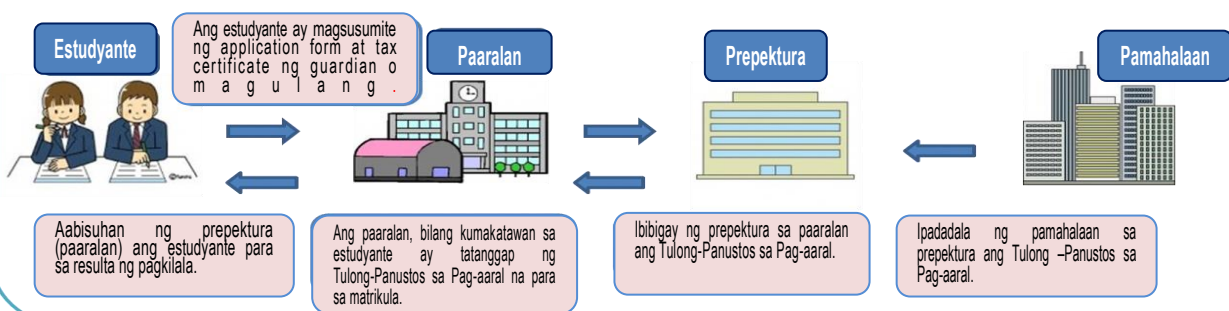 Estudyante
Ang estudyante ay magsusumite
ng application form at tax
certificate ng guardian o
magulang.
Paaralan
Prepektura
Pamahalaan
Aabisuhan ng prepektura
(paaralan) ang estudyante para
sa resulta ng pagkilala.
Ang paaralan, bilang kumakatawan sa
estudyante ay tatanggap ng
Tulong-Panustos sa Pag-aaral na para
sa matrikula.
Ibibigay ng prepektura sa paaralan
ang Tulong-Panustos sa Pag-aaral.
Ipadadala ng pamahalaan sa
prepektura ang Tulong –Panustos sa
Pag-aaral.